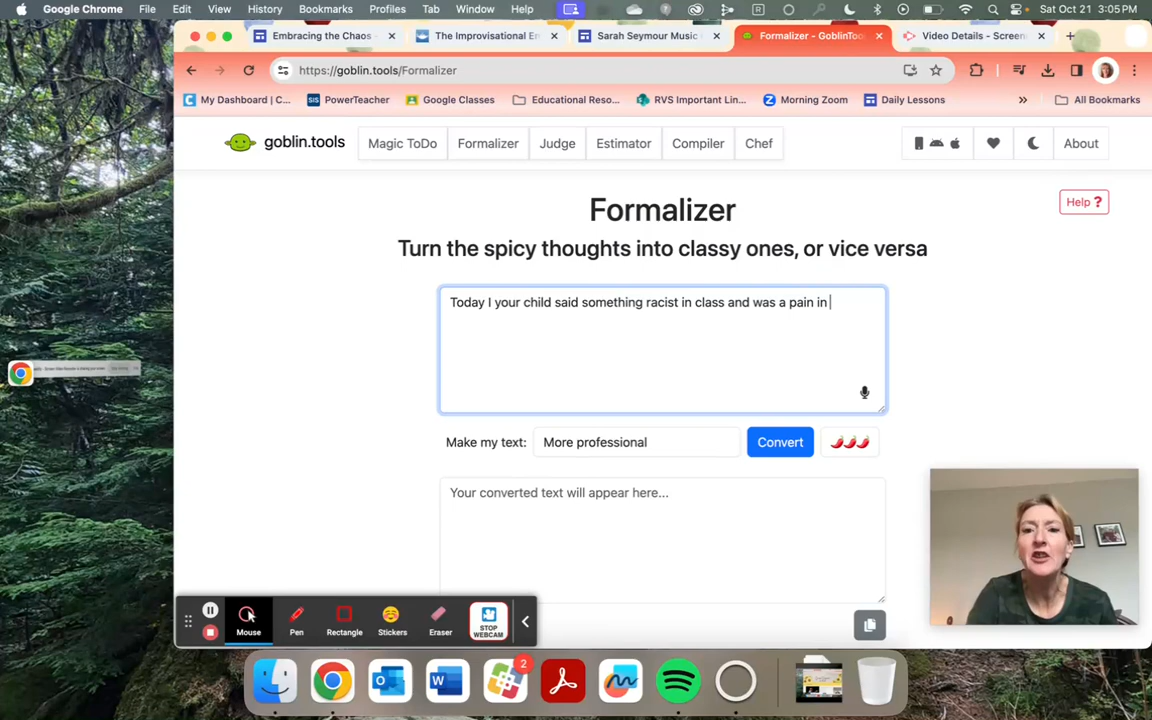 Google Chrome File Edit View History Bookmarks Profiles Tab Window Help Sat Oct 21 3:05 PM
Embracing the Chaos - The Improvisational En Sarah Seymour Music Formalizer - GoblinToo Video Details - Screen
https://goblin.tools/Formalizer
My Dashboard | C... PowerTeacher Google Classes Educational Reso... RVS Important Lin... Morning Zoom Daily Lessons » All Bookmarks
goblin.tools Magic ToDo Formalizer Judge Estimator Compiler Chef About
Formalizer
Help ?
Turn the spicy thoughts into classy ones, or vice versa
Today I your child said something racist in class and was a pain in
Make my text: More professional Convert
Your converted text will appear here...
Mouse Pen Rectangle Stickers Eraser STOP WEBCAM
2